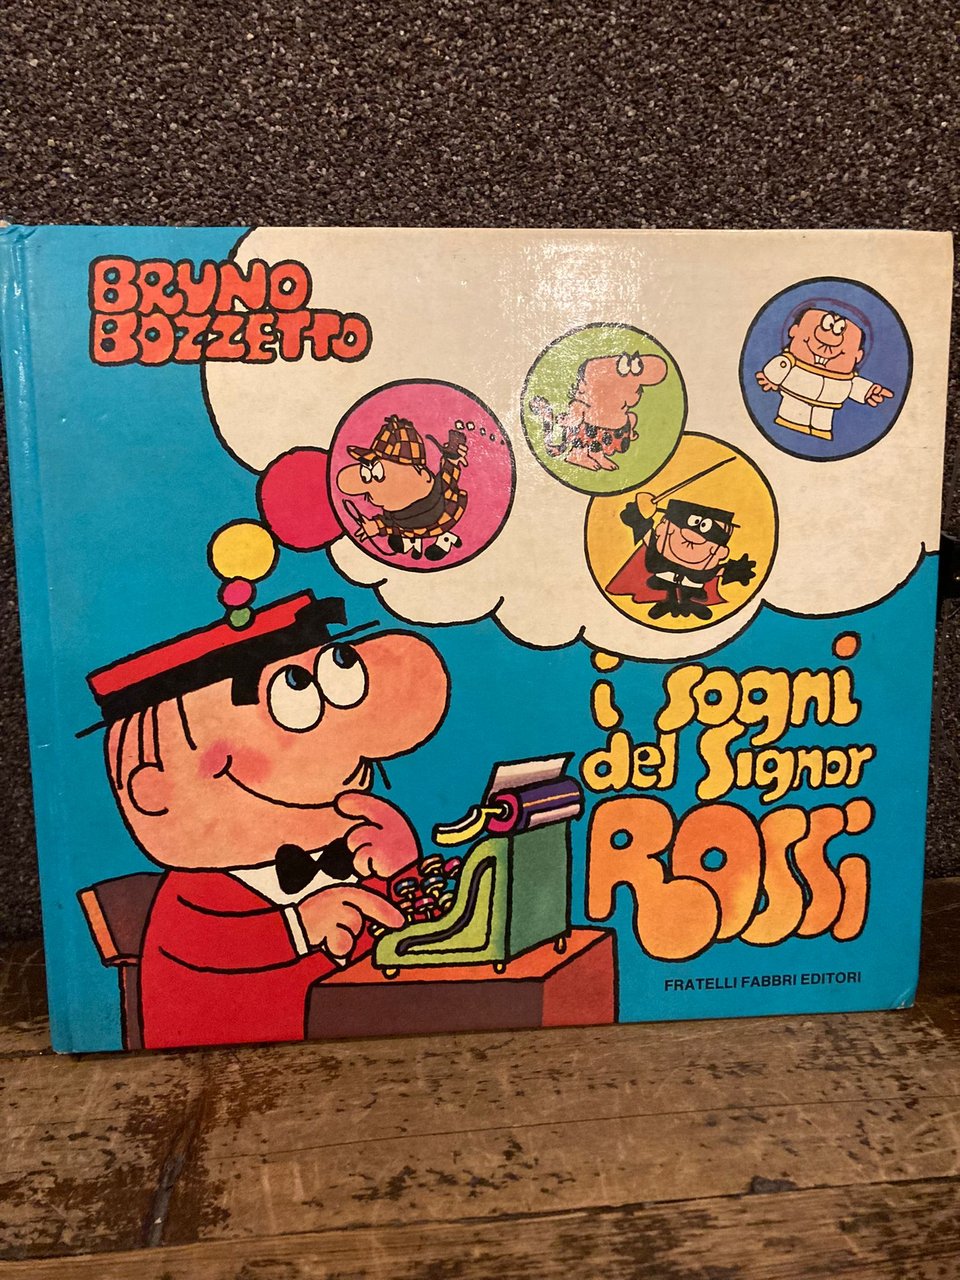 BRUNO
BOZZETTO
i sogni
del Signor
ROSSi
FRATELLI FABBRI EDITORI